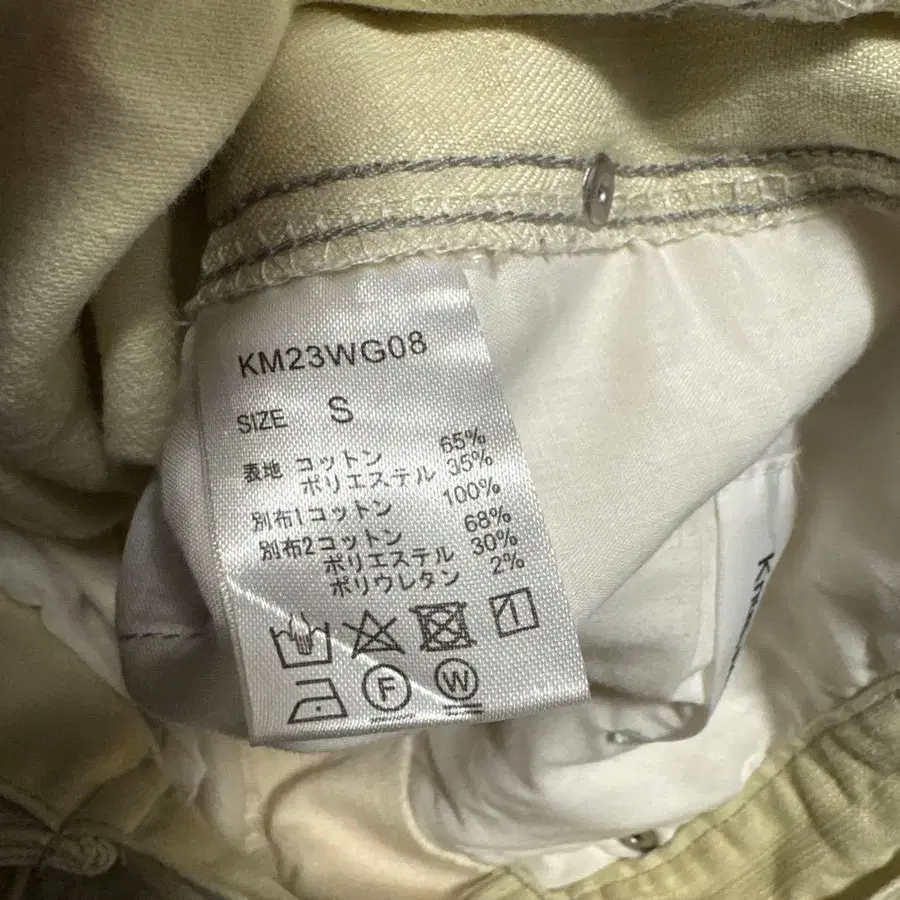 KM23WG08
SIZE S
表地 コットン 65%
ポリエステル 35%
別布1コットン 100%
別布2コットン 68%
ポリエステル 30%
ポリウレタン 2%
F W